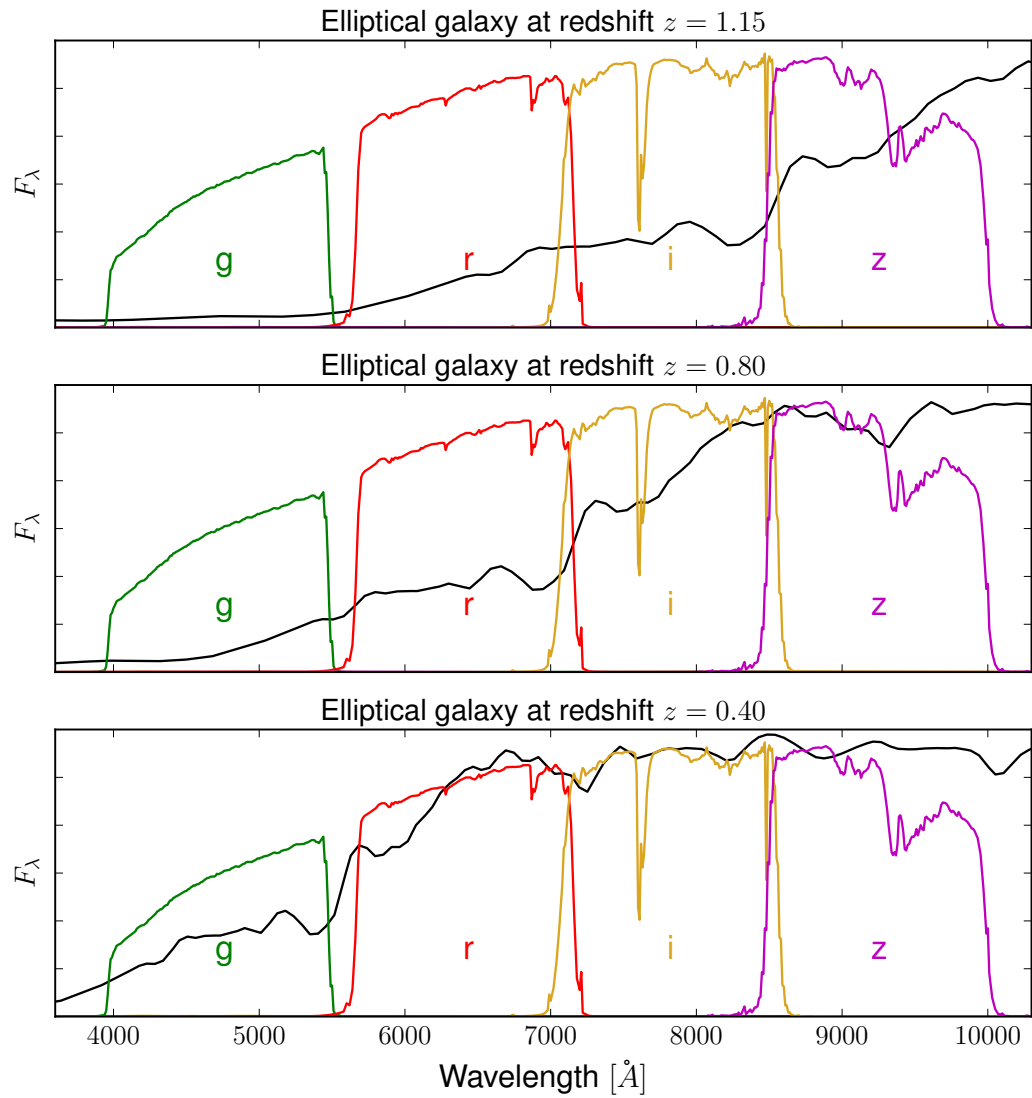 Elliptical galaxy at redshift z = 1.15
F_λ
g r i z
Elliptical galaxy at redshift z = 0.80
F_λ
g r i z
Elliptical galaxy at redshift z = 0.40
F_λ
g r i z
4000 5000 6000 7000 8000 9000 10000
Wavelength [Å]